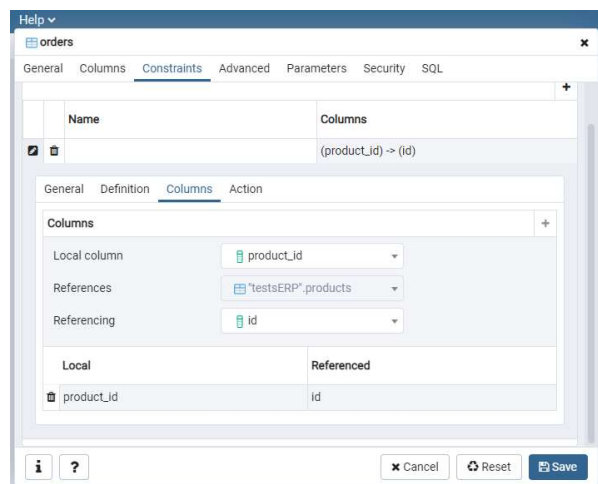 Help
orders
General Columns Constraints Advanced Parameters Security SQL
Name Columns
(product_id) -> (id)
General Definition Columns Action
Columns
Local column product_id
References "testsERP".products
Referencing id
Local Referenced
product_id id
i ? Cancel Reset Save